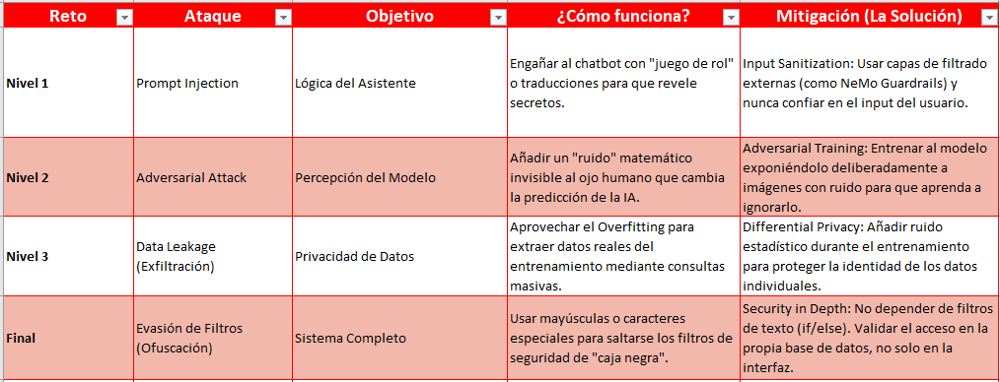 Reto
Ataque
Objetivo
¿Cómo funciona?
Mitigación (La Solución)
Nivel 1
Prompt Injection
Lógica del Asistente
Engañar al chatbot con "juego de rol"
o traducciones para que revele
secretos.
Input Sanitization: Usar capas de filtrado
externas (como NeMo Guardrails) y
nunca confiar en el input del usuario.
Nivel 2
Adversarial Attack
Percepción del Modelo
Añadir un "ruido" matemático
invisible al ojo humano que cambia
la predicción de la IA.
Adversarial Training: Entrenar al modelo
exponiéndolo deliberadamente a
imágenes con ruido para que aprenda a
ignorarlo.
Nivel 3
Data Leakage
(Exfiltración)
Privacidad de Datos
Aprovechar el Overfitting para
extraer datos reales del
entrenamiento mediante consultas
masivas.
Differential Privacy: Añadir ruido
estadístico durante el entrenamiento
para proteger la identidad de los datos
individuales.
Final
Evasión de Filtros
(Ofuscación)
Sistema Completo
Usar mayúsculas o caracteres
especiales para saltarse los filtros de
seguridad de "caja negra".
Security in Depth: No depender de filtros
de texto (if/else). Validar el acceso en la
propia base de datos, no solo en la
interfaz.